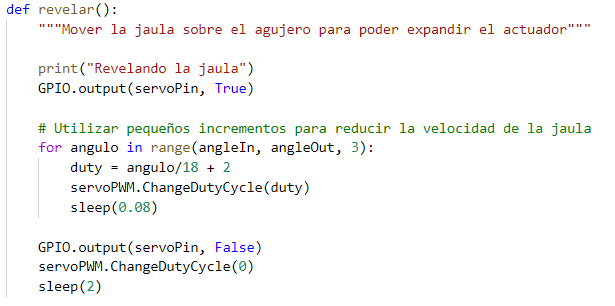 def revelar():
"""Mover la jaula sobre el agujero para poder expandir el actuador"""
print("Revelando la jaula")
GPIO.output(servoPin, True)
# Utilizar pequeños incrementos para reducir la velocidad de la jaula
for angulo in range(angleIn, angleOut, 3):
duty = angulo/18 + 2
servoPWM.ChangeDutyCycle(duty)
sleep(0.08)
GPIO.output(servoPin, False)
servoPWM.ChangeDutyCycle(0)
sleep(2)